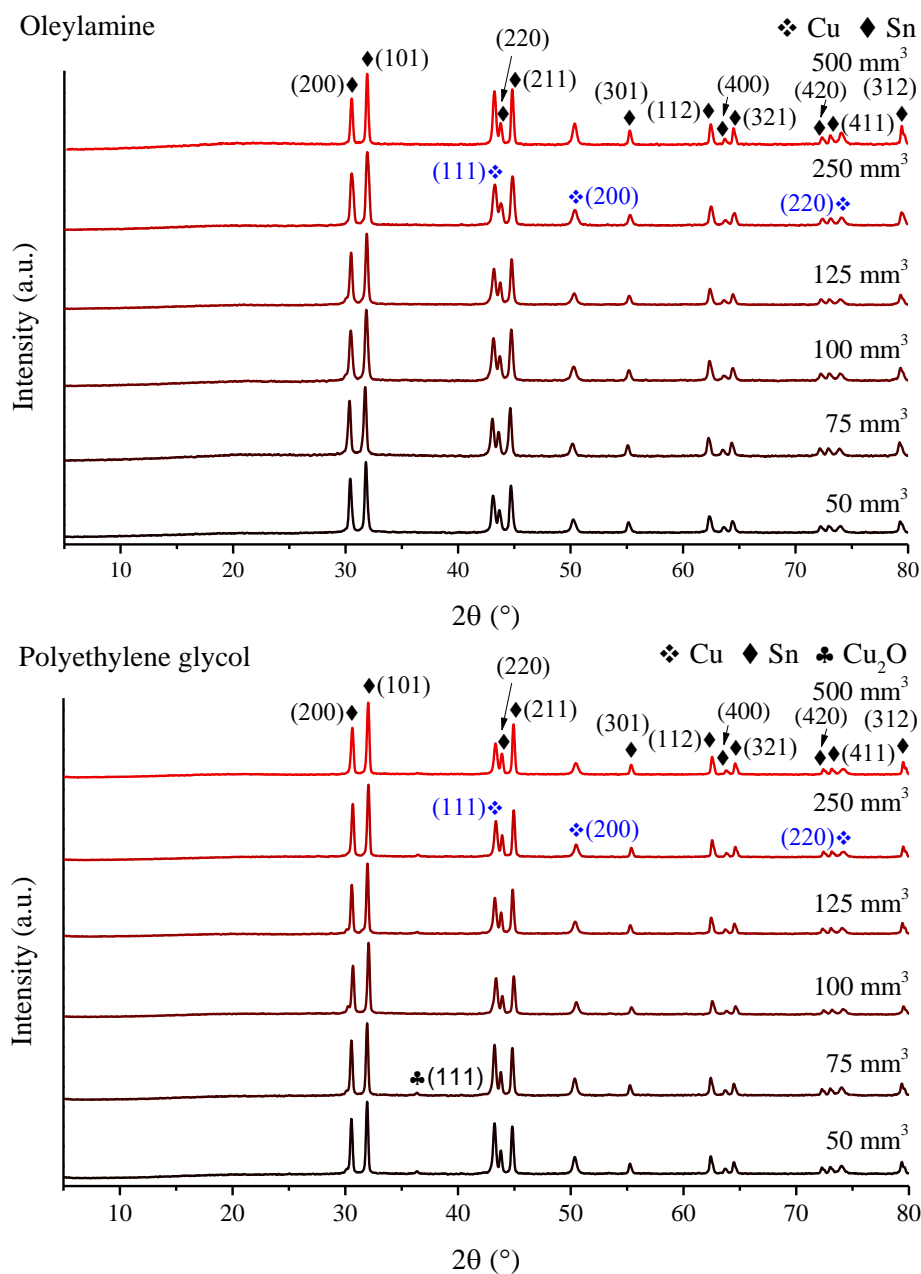 Oleylamine
❖ Cu ♦ Sn
(200) ♦(101) (220) (211) (301) (112) (400) (321) (420) (411) (312)
500 mm³
(111)❖ ❖(200) (220)❖
250 mm³
125 mm³
100 mm³
75 mm³
50 mm³
Intensity (a.u.)
10 20 30 40 50 60 70 80
2θ (°)
Polyethylene glycol
❖ Cu ♦ Sn ♣ Cu₂O
(200) ♦(101) (220) (211) (301) (112) (400) (321) (420) (411) (312)
500 mm³
(111)❖ ❖(200) (220)❖
250 mm³
125 mm³
100 mm³
♣(111)
75 mm³
50 mm³
Intensity (a.u.)
10 20 30 40 50 60 70 80
2θ (°)